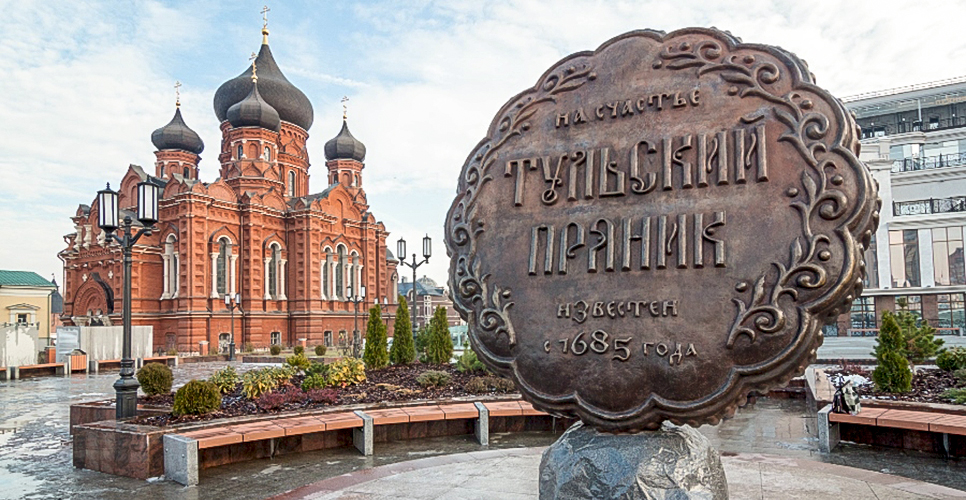 на счастье
тульский
пряник
известен
с 1685 года